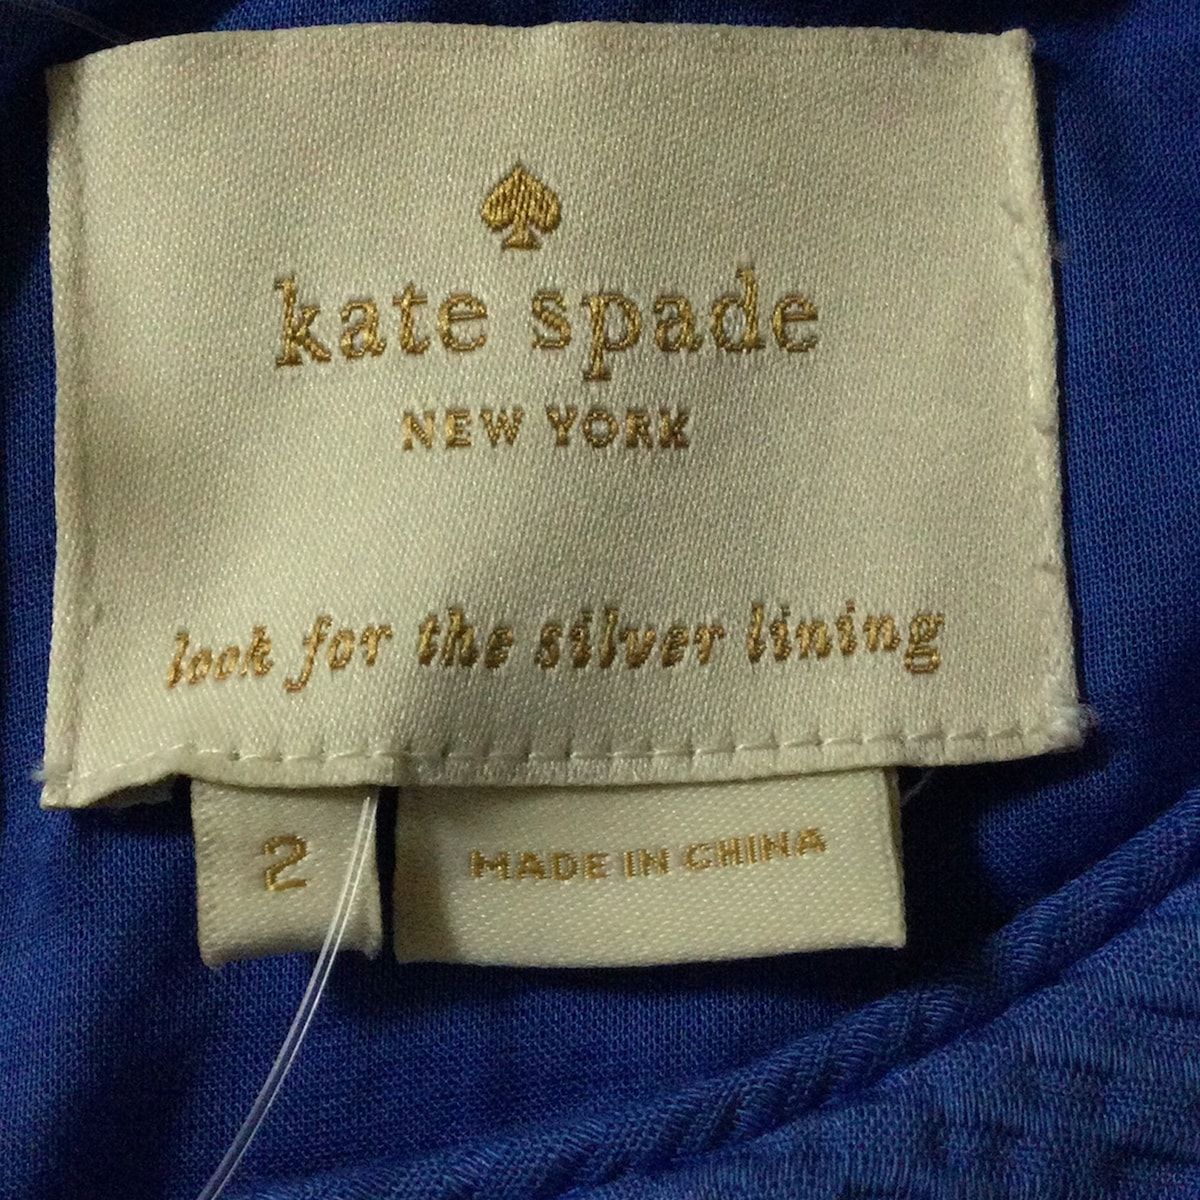 kate spade
NEW YORK
look for the silver lining
2
MADE IN CHINA